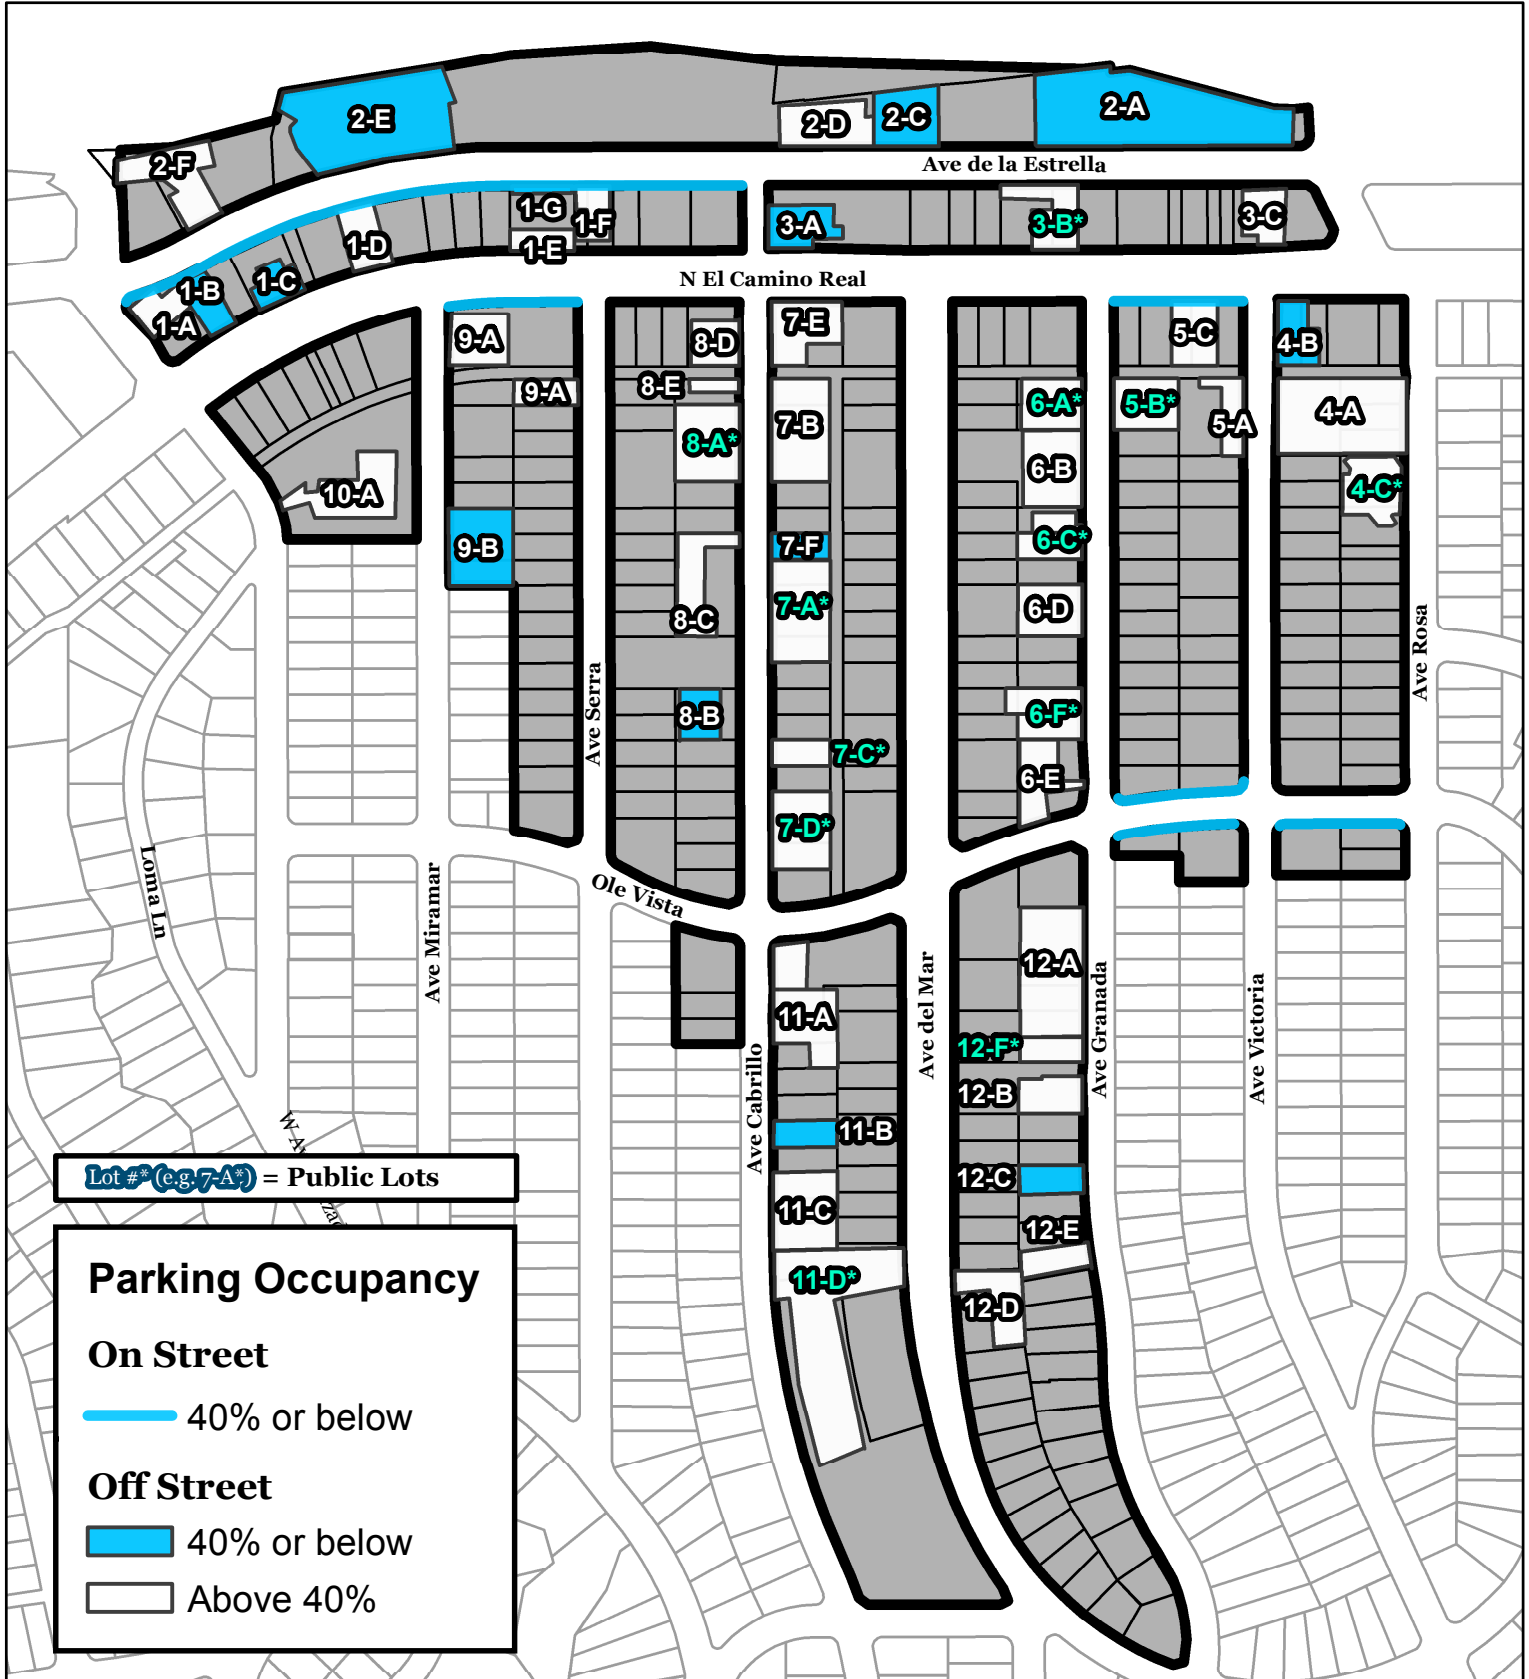 2-E
2-A
2-D
2-C
2-F
Ave de la Estrella
1-G
1-F
3-A
3-B*
3-C
1-D
1-E
N El Camino Real
1-B
1-C
1-A
9-A
8-D
7-E
5-C
4-B
8-E
9-A
6-A*
5-B*
7-B
5-A
4-A
8-A*
6-B
10-A
4-C*
9-B
7-F
6-C*
7-A*
6-D
8-C
Ave Serra
Ave Rosa
8-B
6-F*
7-C*
6-E
7-D*
Loma Ln
Ole Vista
Ave Miramar
12-A
11-A
Ave del Mar
Ave Granada
Ave Victoria
12-F*
Ave Cabrillo
12-B
11-B
W Av
12-C
Lot #* (e.g. 7-A*) = Public Lots
11-C
12-E
11-D*
12-D
Parking Occupancy
On Street
40% or below
Off Street
40% or below
Above 40%